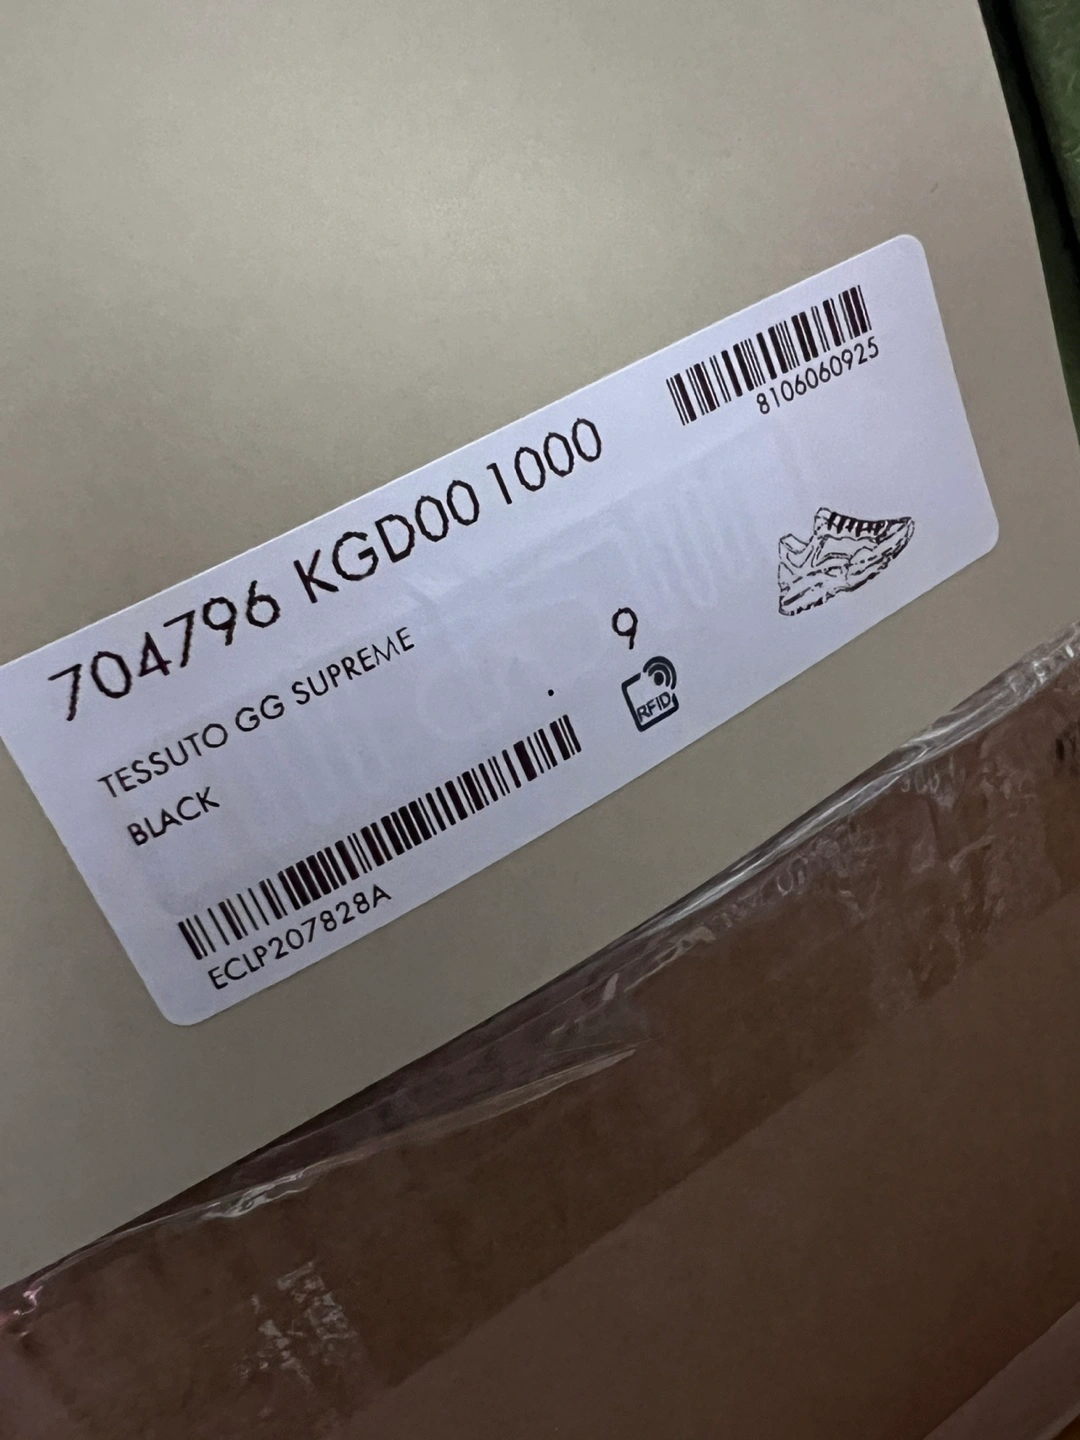 8106060925
704796 KGD00 1000
TESSUTO GG SUPREME
9
BLACK
RFID
ECLP207828A